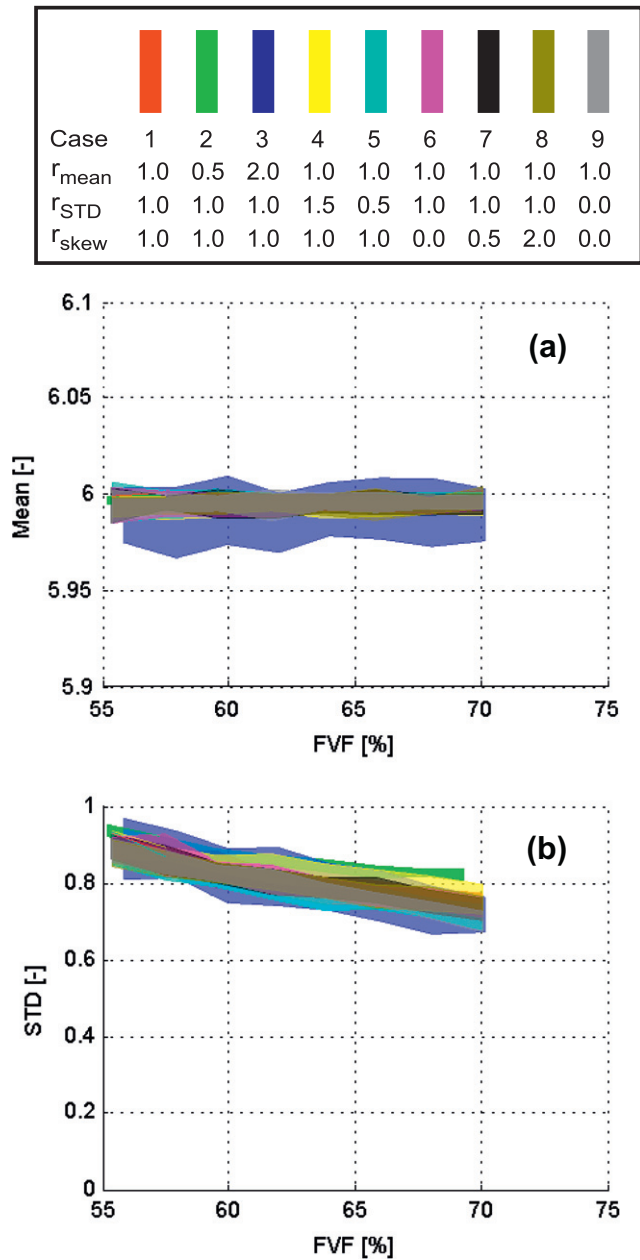 Case 1 2 3 4 5 6 7 8 9
rmean 1.0 0.5 2.0 1.0 1.0 1.0 1.0 1.0 1.0
rSTD 1.0 1.0 1.0 1.5 0.5 1.0 1.0 1.0 0.0
rskew 1.0 1.0 1.0 1.0 1.0 0.0 0.5 2.0 0.0
6.1
(a)
6.05
Mean [-]
6
5.95
5.9
55 60 65 70 75
FVF [%]
1
(b)
0.8
0.6
STD [-]
0.4
0.2
0
55 60 65 70 75
FVF [%]